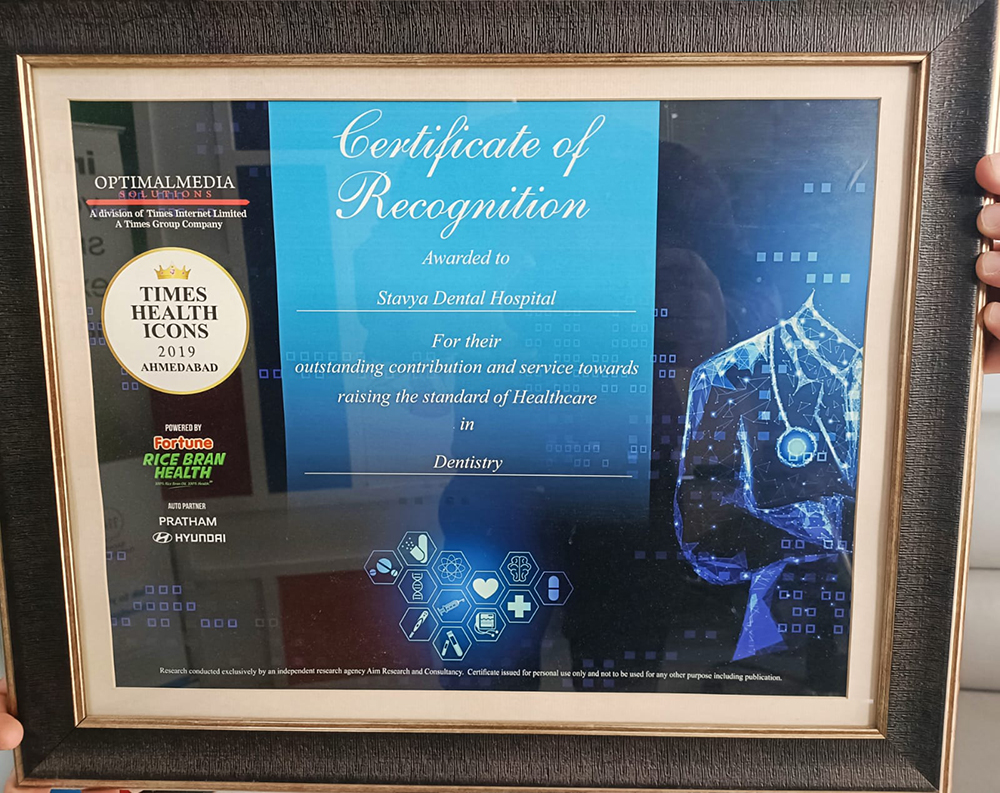 Certificate of
Recognition
Awarded to
Stavya Dental Hospital
For their
outstanding contribution and service towards
raising the standard of Healthcare
in
Dentistry
OPTIMALMEDIA
SOLUTIONS
A division of Times Internet Limited
A Times Group Company
TIMES
HEALTH
ICONS
2019
AHMEDABAD
POWERED BY
Fortune
RICE BRAN
HEALTH
AUTO PARTNER
PRATHAM
HYUNDAI
Research conducted exclusively by an independent research agency Aim Research and Consultancy. Certificate issued for personal use only and not to be used for any other purpose including publication.